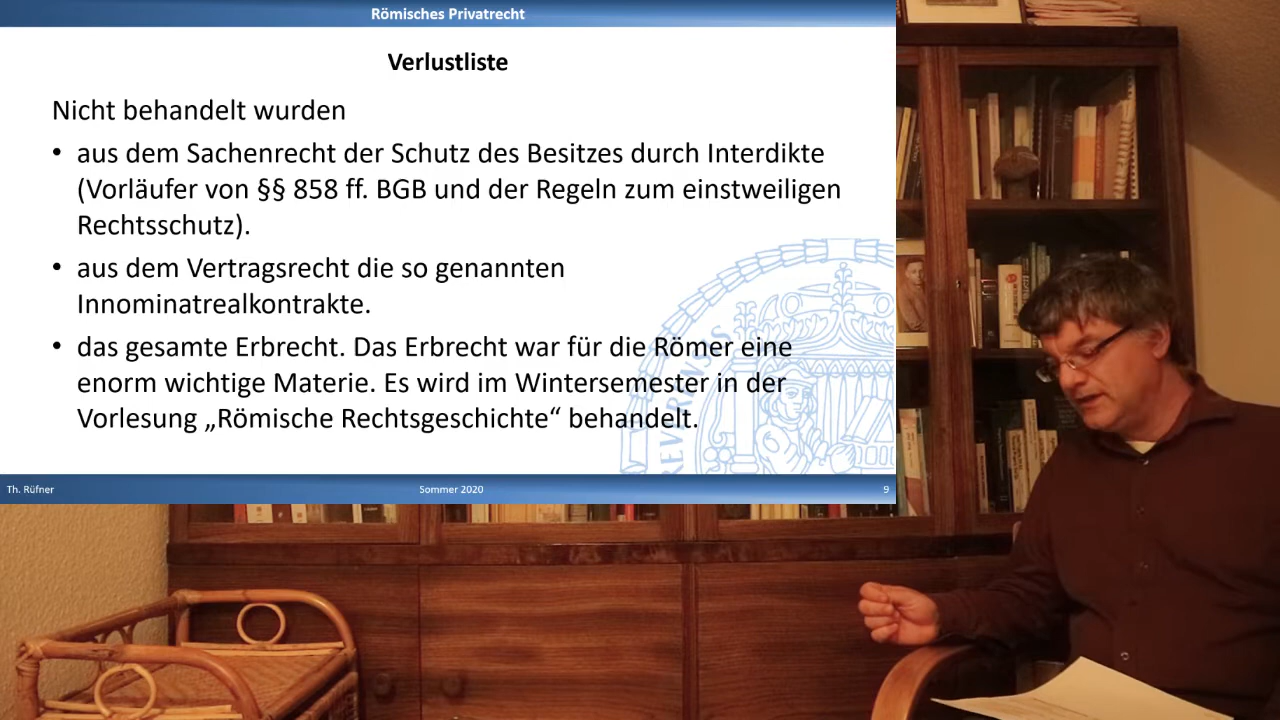 Römisches Privatrecht
Verlustliste
Nicht behandelt wurden
• aus dem Sachenrecht der Schutz des Besitzes durch Interdikte
(Vorläufer von §§ 858 ff. BGB und der Regeln zum einstweiligen
Rechtsschutz).
• aus dem Vertragsrecht die so genannten
Innominatrealkontrakte.
• das gesamte Erbrecht. Das Erbrecht war für die Römer eine
enorm wichtige Materie. Es wird im Wintersemester in der
Vorlesung „Römische Rechtsgeschichte“ behandelt.
Th. Rüfner
Sommer 2020
9